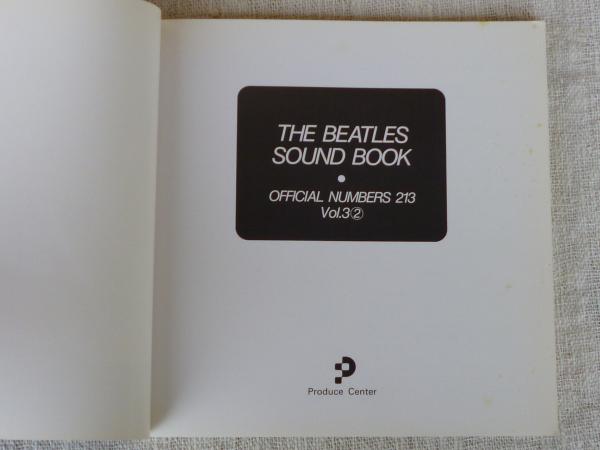 THE BEATLES
SOUND BOOK
●
OFFICIAL NUMBERS 213
Vol.3②
Produce Center